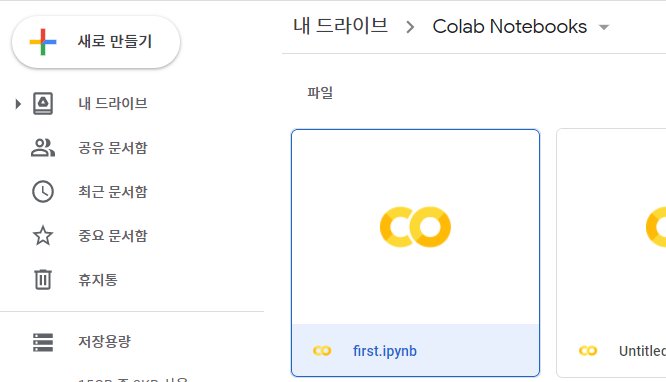 새로 만들기
내 드라이브
공유 문서함
최근 문서함
중요 문서함
휴지통
저장용량
내 드라이브 > Colab Notebooks
파일
first.ipynb
Untitled